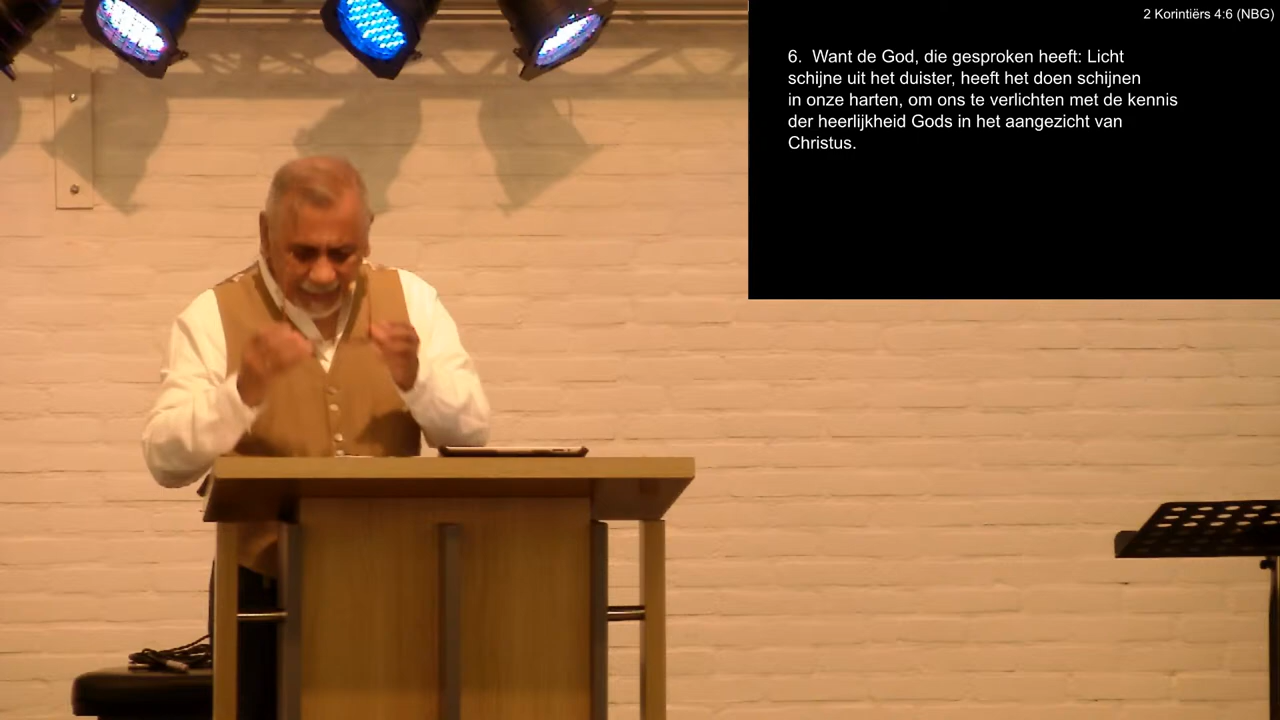 2 Korintiërs 4:6 (NBG)
6. Want de God, die gesproken heeft: Licht
schijne uit het duister, heeft het doen schijnen
in onze harten, om ons te verlichten met de kennis
der heerlijkheid Gods in het aangezicht van
Christus.